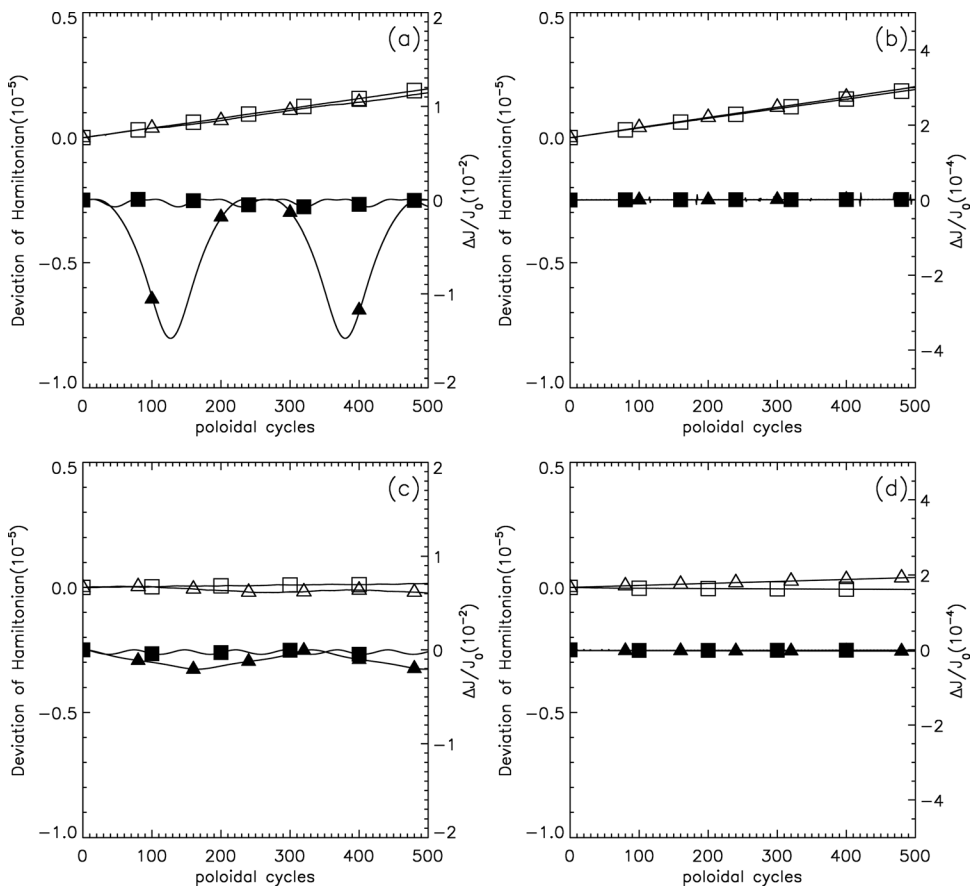 (a)
Deviation of Hamiltonian(10⁻⁵)
0.5
0.0
−0.5
−1.0
2
1
0
−1
−2
ΔJ/J₀(10⁻²)
0 100 200 300 400 500
poloidal cycles
(b)
Deviation of Hamiltonian(10⁻⁵)
0.5
0.0
−0.5
−1.0
4
2
0
−2
−4
ΔJ/J₀(10⁻⁴)
0 100 200 300 400 500
poloidal cycles
(c)
Deviation of Hamiltonian(10⁻⁵)
0.5
0.0
−0.5
−1.0
2
1
0
−1
−2
ΔJ/J₀(10⁻²)
0 100 200 300 400 500
poloidal cycles
(d)
Deviation of Hamiltonian(10⁻⁵)
0.5
0.0
−0.5
−1.0
4
2
0
−2
−4
ΔJ/J₀(10⁻⁴)
0 100 200 300 400 500
poloidal cycles